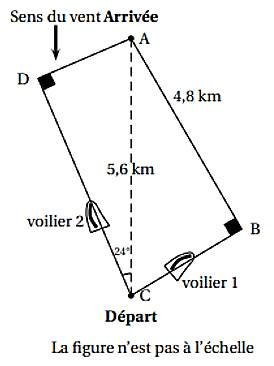 Sens du vent Arrivée
A
D
4,8 km
5,6 km
voilier 2
24°
B
voilier 1
C
Départ
La figure n'est pas à l'échelle